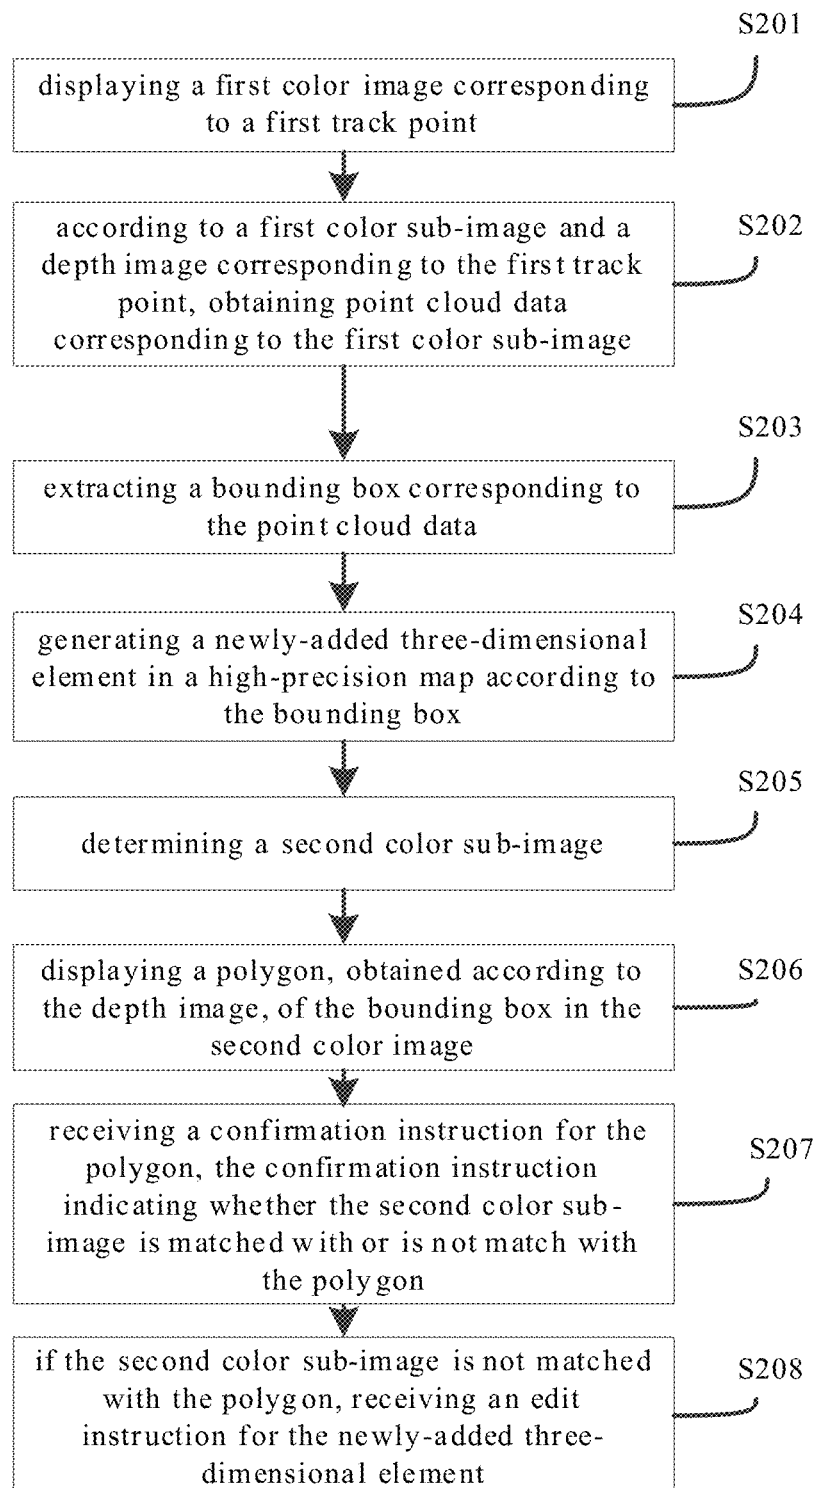 S201
displaying a first color image corresponding
to a first track point
S202
according to a first color sub-image and a
depth image corresponding to the first track
point, obtaining point cloud data
corresponding to the first color sub-image
S203
extracting a bounding box corresponding to
the point cloud data
S204
generating a newly-added three-dimensional
element in a high-precision map according to
the bounding box
S205
determining a second color sub-image
S206
displaying a polygon, obtained according to
the depth image, of the bounding box in the
second color image
S207
receiving a confirmation instruction for the
polygon, the confirmation instruction
indicating whether the second color sub-
image is matched with or is not match with
the polygon
S208
if the second color sub-image is not matched
with the polygon, receiving an edit
instruction for the newly-added three-
dimensional element